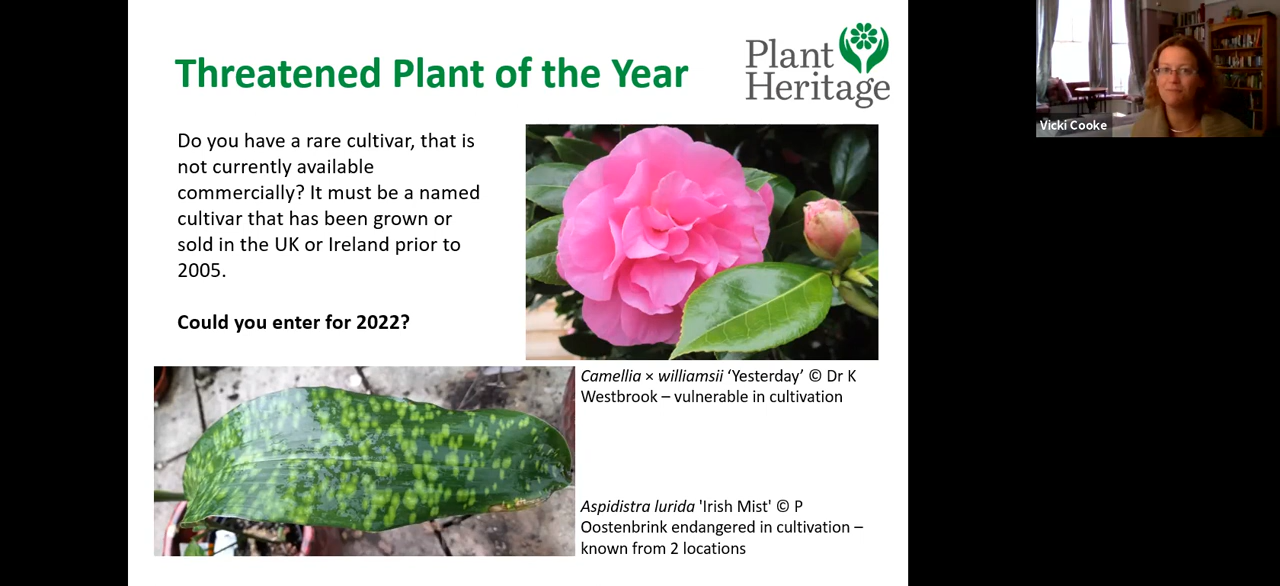 Threatened Plant of the Year
Plant
Heritage
Do you have a rare cultivar, that is
not currently available
commercially? It must be a named
cultivar that has been grown or
sold in the UK or Ireland prior to
2005.
Could you enter for 2022?
Camellia × williamsii ‘Yesterday’ © Dr K
Westbrook – vulnerable in cultivation
Aspidistra lurida 'Irish Mist' © P
Oostenbrink endangered in cultivation –
known from 2 locations
Vicki Cooke